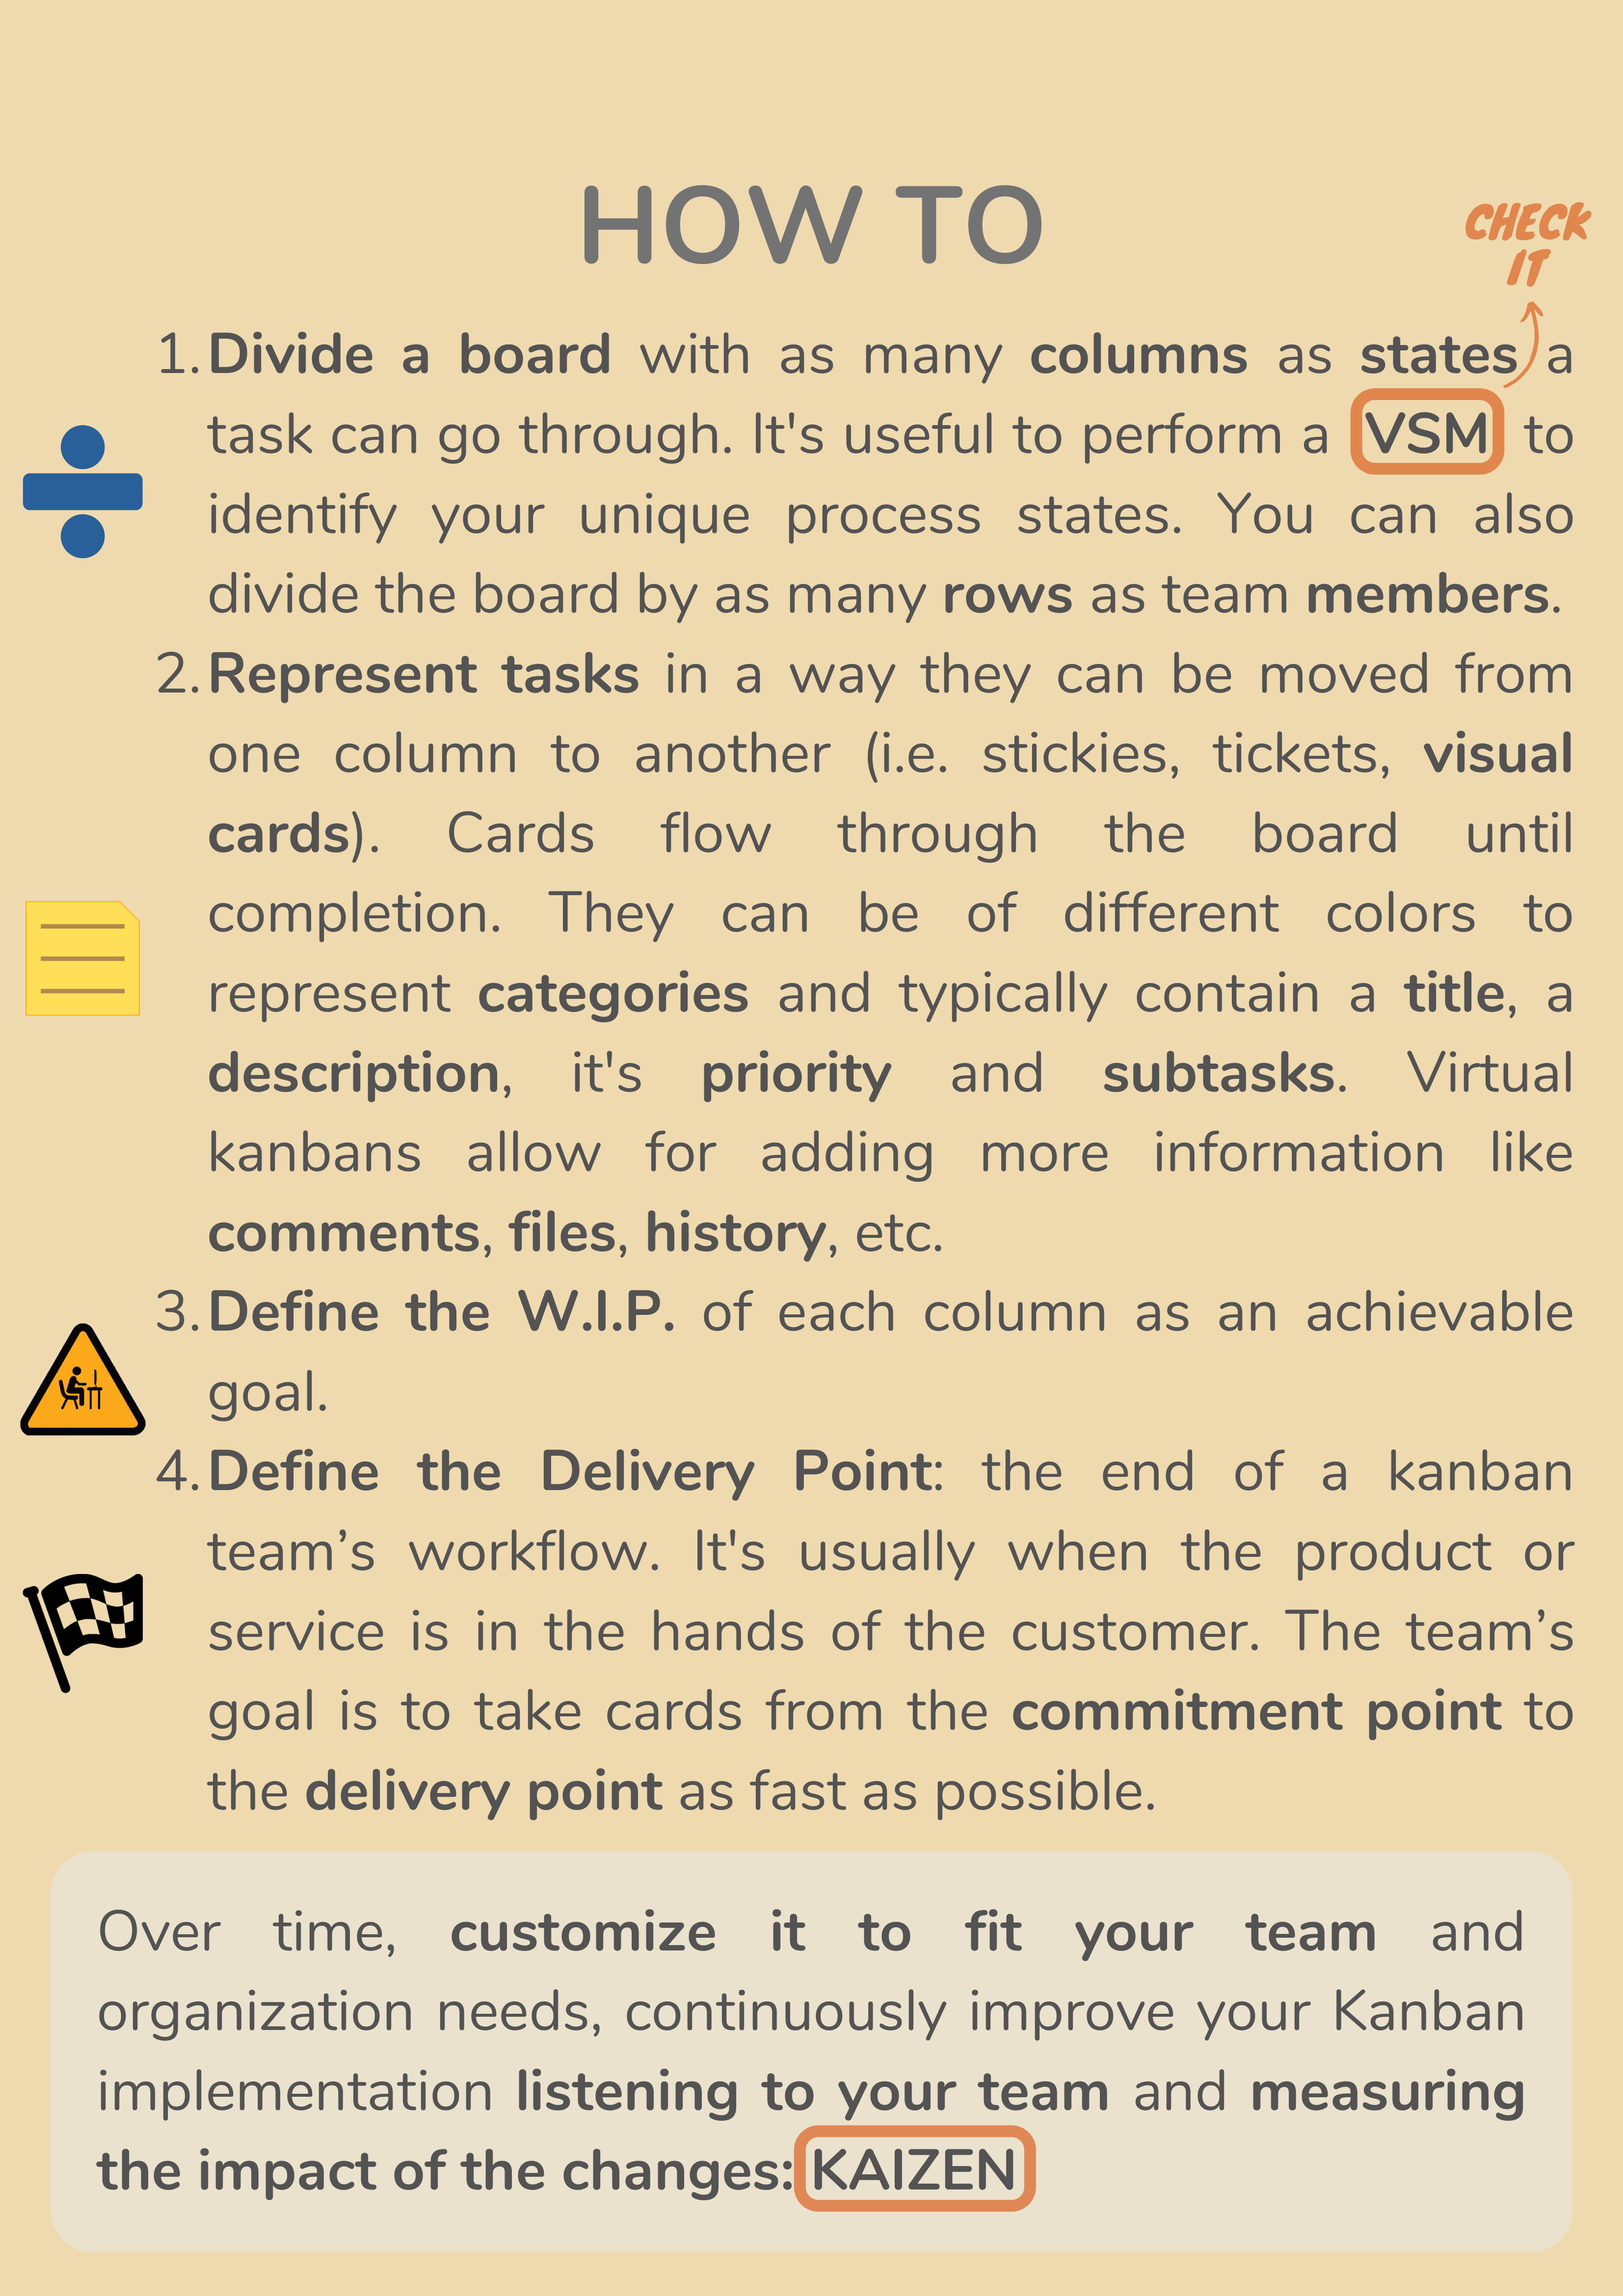 HOW TO
CHECK
IT
1. Divide a board with as many columns as states a
task can go through. It's useful to perform a VSM to
identify your unique process states. You can also
divide the board by as many rows as team members.
2. Represent tasks in a way they can be moved from
one column to another (i.e. stickies, tickets, visual
cards). Cards flow through the board until
completion. They can be of different colors to
represent categories and typically contain a title, a
description, it's priority and subtasks. Virtual
kanbans allow for adding more information like
comments, files, history, etc.
3. Define the W.I.P. of each column as an achievable
goal.
4. Define the Delivery Point: the end of a kanban
team’s workflow. It's usually when the product or
service is in the hands of the customer. The team’s
goal is to take cards from the commitment point to
the delivery point as fast as possible.
Over time, customize it to fit your team and
organization needs, continuously improve your Kanban
implementation listening to your team and measuring
the impact of the changes: KAIZEN